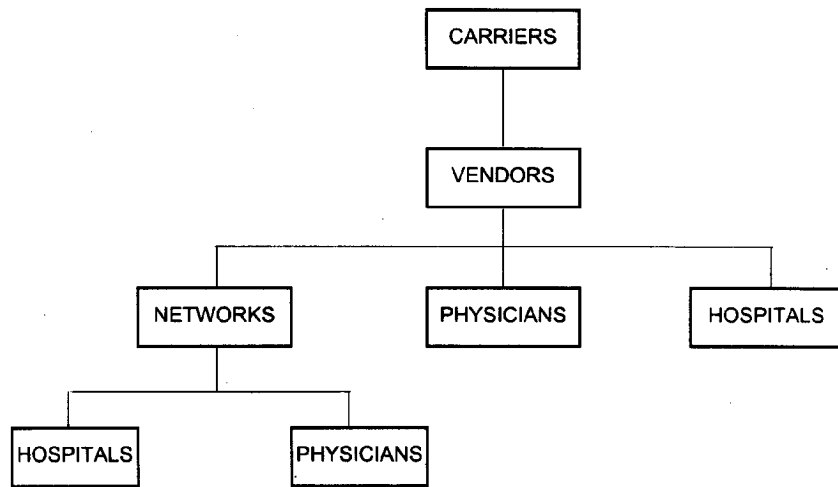 CARRIERS
VENDORS
NETWORKS
PHYSICIANS
HOSPITALS
HOSPITALS
PHYSICIANS